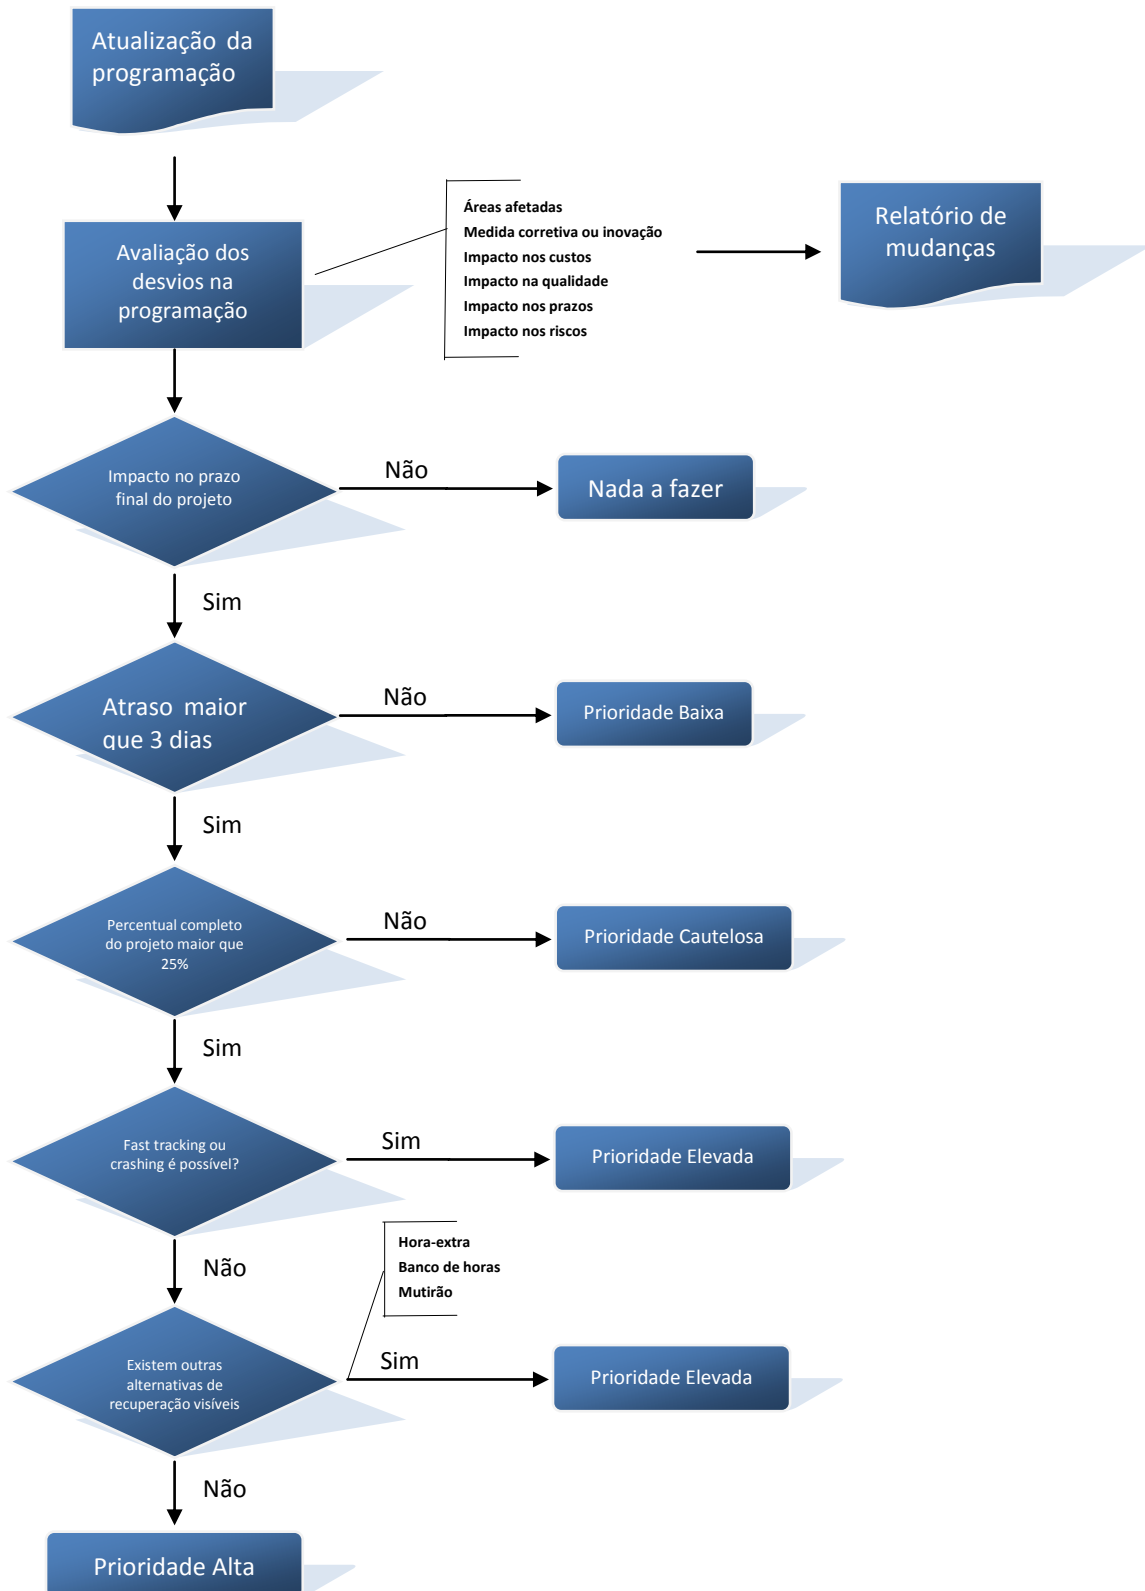 Atualização da
programação
Áreas afetadas
Medida corretiva ou inovação
Impacto nos custos
Impacto na qualidade
Impacto nos prazos
Impacto nos riscos
Relatório de
mudanças
Avaliação dos
desvios na
programação
Impacto no prazo
final do projeto
Não
Nada a fazer
Sim
Atraso maior
que 3 dias
Não
Prioridade Baixa
Sim
Percentual completo
do projeto maior que
25%
Não
Prioridade Cautelosa
Sim
Fast tracking ou
crashing é possível?
Sim
Prioridade Elevada
Não
Hora-extra
Banco de horas
Mutirão
Existem outras
alternativas de
recuperação visíveis
Sim
Prioridade Elevada
Não
Prioridade Alta